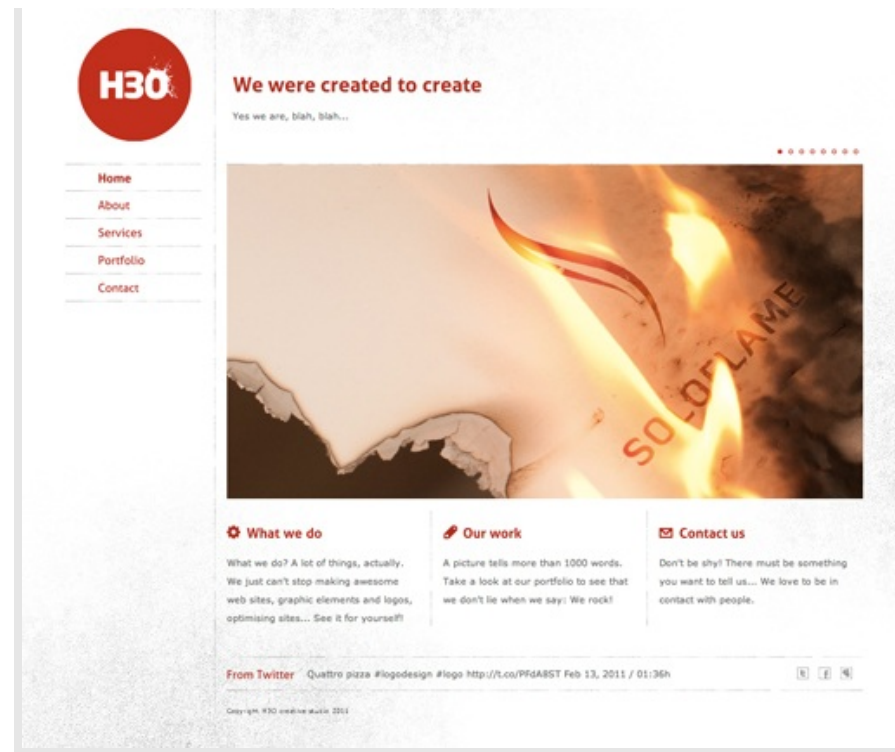 H3O
We were created to create
Yes we are, blah, blah...
Home
About
Services
Portfolio
Contact
SOLOFLAME
What we do
What we do? A lot of things, actually.
We just can't stop making awesome
web sites, graphic elements and logos,
optimising sites... See it for yourself!
Our work
A picture tells more than 1000 words.
Take a look at our portfolio to see that
we don't lie when we say: We rock!
Contact us
Don't be shy! There must be something
you want to tell us... We love to be in
contact with people.
From Twitter Quattro pizza #logodesign #logo http://t.co/PFdA8ST Feb 13, 2011 / 01:36h
Copyright H3O creative studio 2011